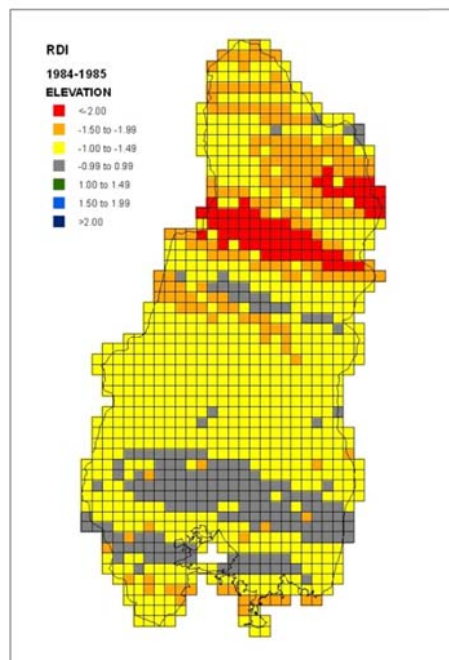 RDI
1984-1985
ELEVATION
<-2.00
-1.50 to -1.99
-1.00 to -1.49
-0.99 to 0.99
1.00 to 1.49
1.50 to 1.99
>2.00